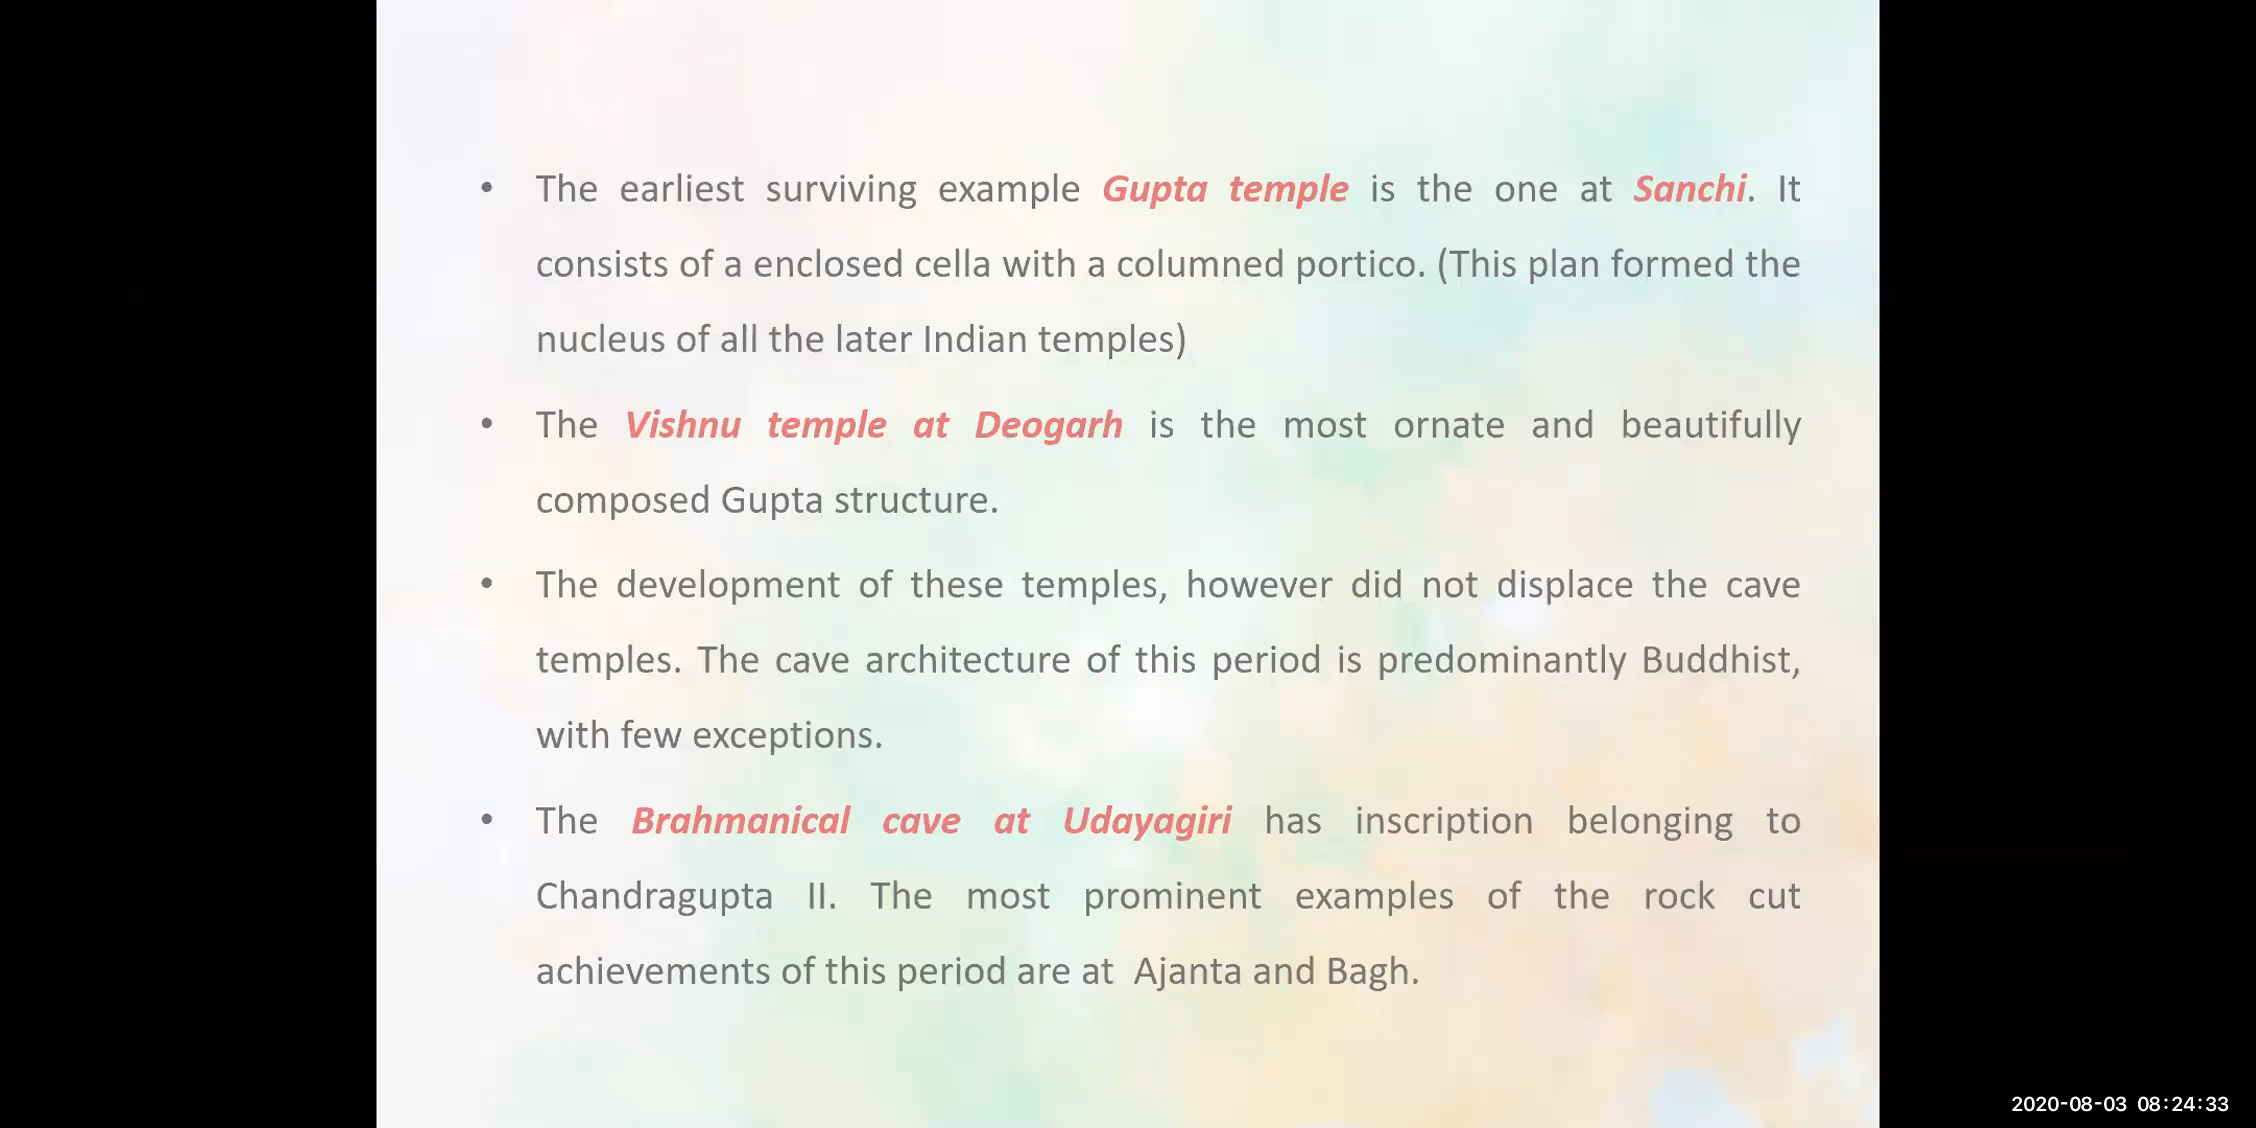 • The earliest surviving example Gupta temple is the one at Sanchi. It
consists of a enclosed cella with a columned portico. (This plan formed the
nucleus of all the later Indian temples)
• The Vishnu temple at Deogarh is the most ornate and beautifully
composed Gupta structure.
• The development of these temples, however did not displace the cave
temples. The cave architecture of this period is predominantly Buddhist,
with few exceptions.
• The Brahmanical cave at Udayagiri has inscription belonging to
Chandragupta II. The most prominent examples of the rock cut
achievements of this period are at Ajanta and Bagh.
2020-08-03 08:24:33